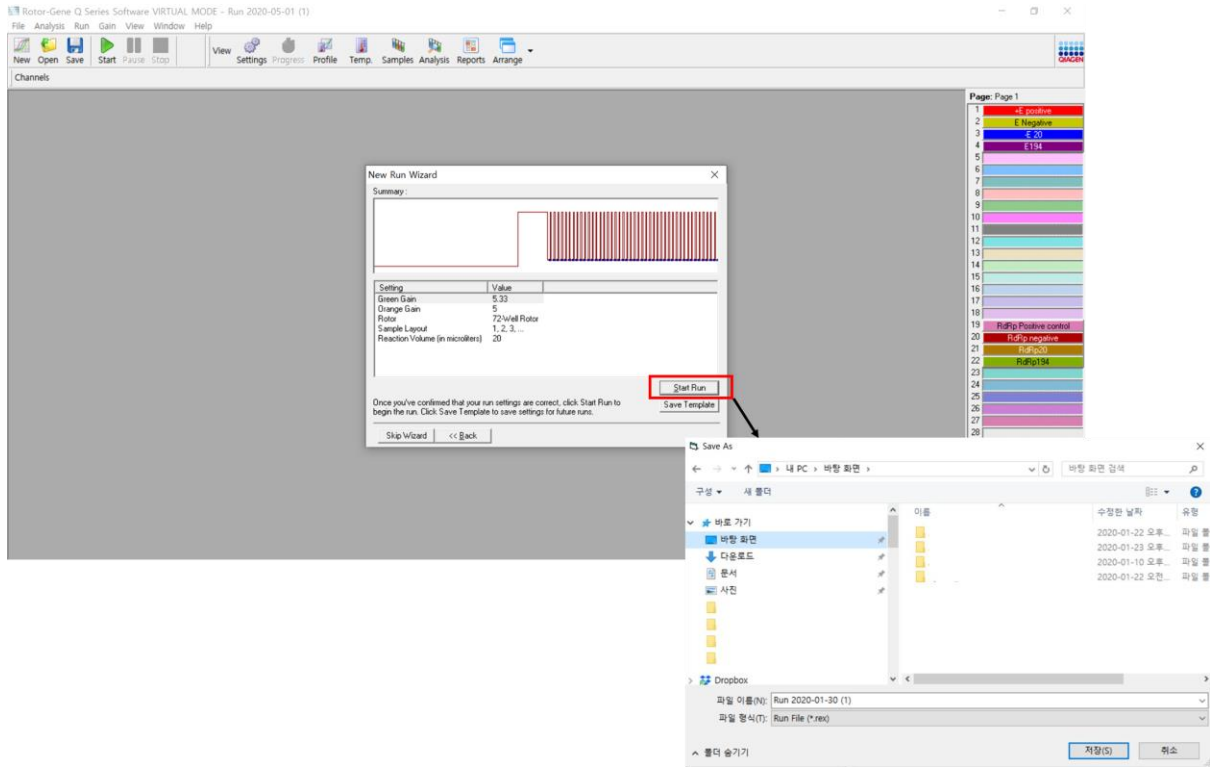 Rotor-Gene Q Series Software VIRTUAL MODE - Run 2020-05-01 (1)
File Analysis Run Gain View Window Help
New Open Save Start Pause Stop View Settings Progress Profile Temp. Samples Analysis Reports Arrange
QIAGEN
Channels
Page: Page 1
1 +E positive
2 E Negative
3 -E 20
4 E194
5
6
7
8
9
10
11
12
13
14
15
16
17
18
19 RdRp Positive control
20 RdRp negative
21 RdRp20
22 RdRp194
23
24
25
26
27
28
New Run Wizard
Summary :
Setting Value
Green Gain 5.33
Orange Gain 5
Rotor 72-Well Rotor
Sample Layout 1, 2, 3, ...
Reaction Volume (in microliters) 20
Start Run
Once you've confirmed that your run settings are correct, click Start Run to
begin the run. Click Save Template to save settings for future runs.
Save Template
Skip Wizard << Back
Save As
내 PC › 바탕 화면 ›
바탕 화면 검색
구성 새 폴더
이름 수정한 날짜 유형
바로 가기
바탕 화면
다운로드
문서
사진
Dropbox
2020-01-22 오후... 파일 폴
2020-01-23 오후... 파일 폴
2020-01-10 오후... 파일 폴
2020-01-22 오전... 파일 폴
파일 이름(N): Run 2020-01-30 (1)
파일 형식(T): Run File (*.rex)
폴더 숨기기
저장(S) 취소